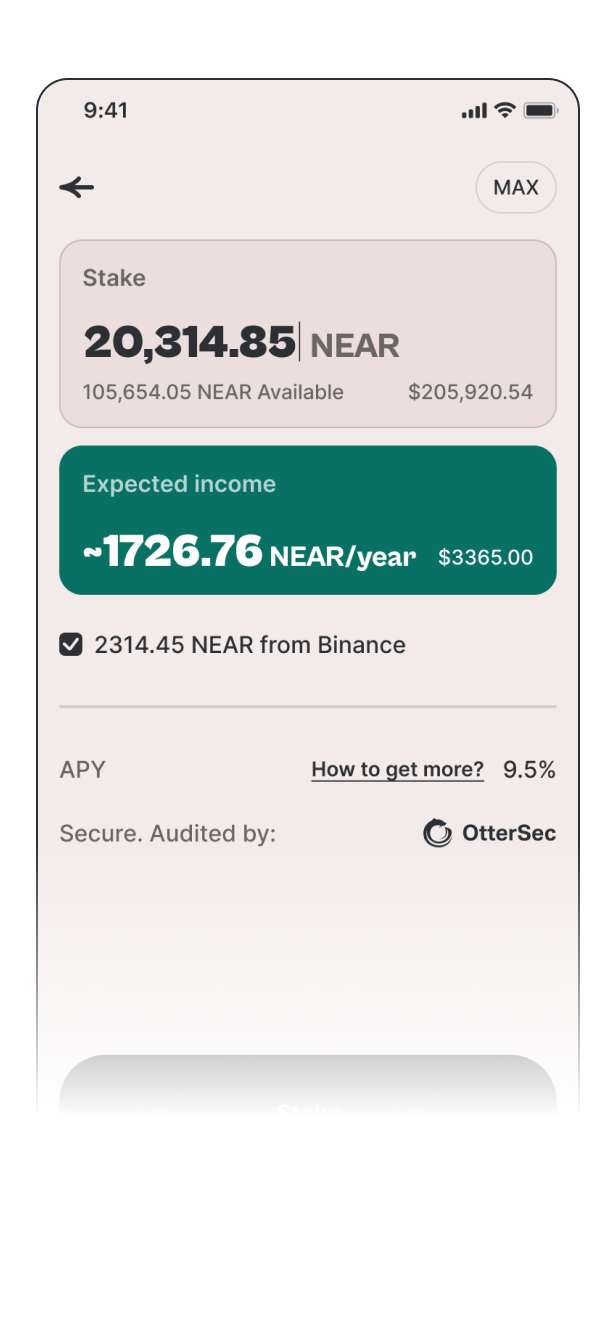 9:41
MAX
Stake
20,314.85 NEAR
105,654.05 NEAR Available $205,920.54
Expected income
~1726.76 NEAR/year $3365.00
2314.45 NEAR from Binance
APY How to get more? 9.5%
Secure. Audited by: OtterSec
Stake